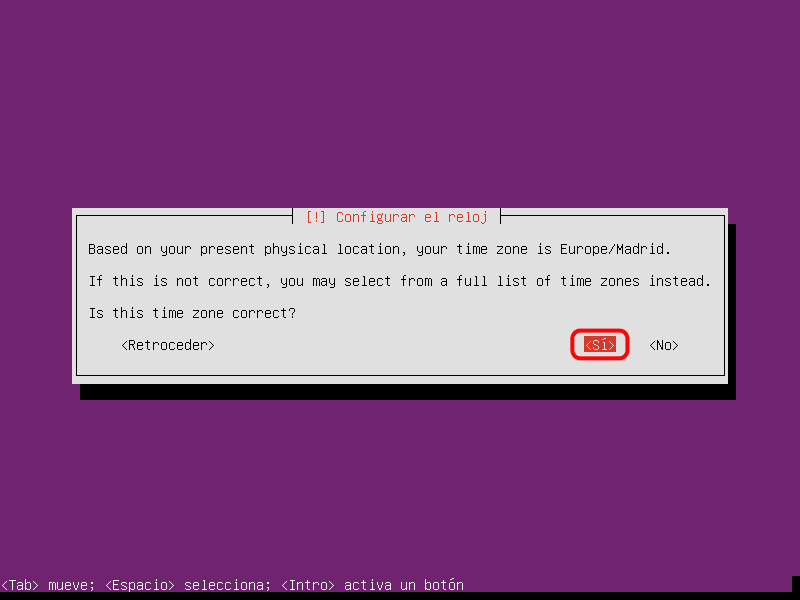 [!] Configurar el reloj
Based on your present physical location, your time zone is Europe/Madrid.
If this is not correct, you may select from a full list of time zones instead.
Is this time zone correct?
<Retroceder> <Sí> <No>
<Tab> mueve; <Espacio> selecciona; <Intro> activa un botón